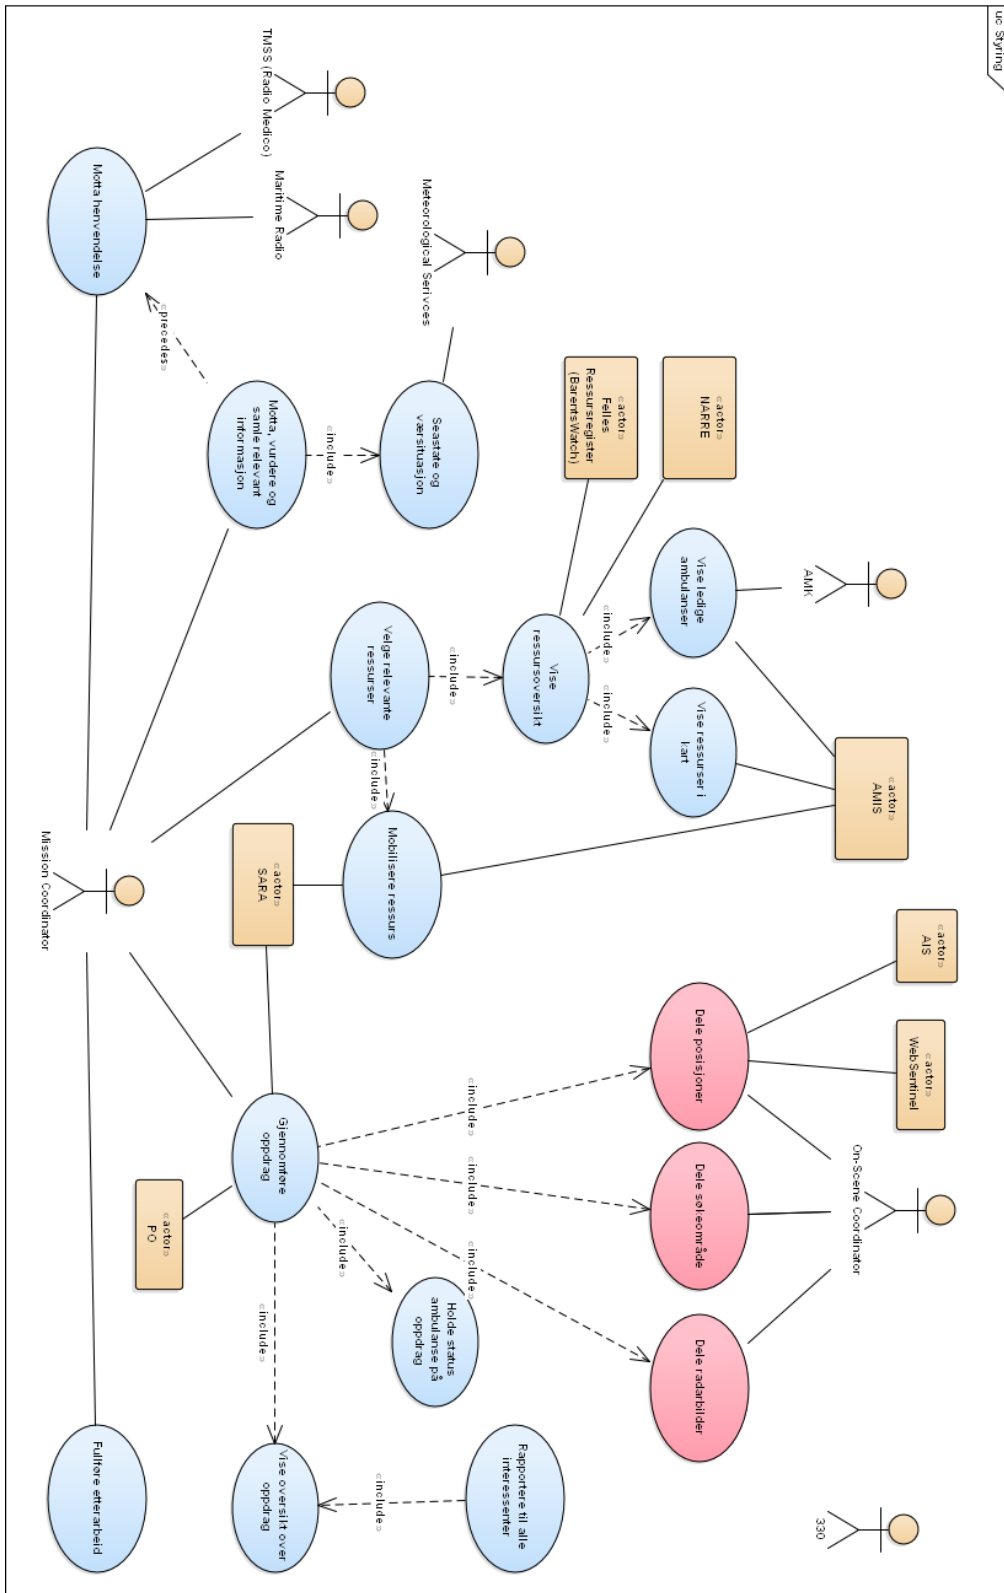 uc Styring
TMSS (Radio Medico)
Maritime Radio
Motta henvendelse
Meteorological Serivces
«precedes»
Motta, vurdere og
samle relevant
informasjon
«include»
Seastate og
værsituasjon
«actor»
Felles
Ressursregister
(BarentsWatch)
«actor»
NARRE
AMK
Vise ledige
ambulanser
«include»
Vise
ressursoversikt
«include»
Vise ressurser i
kart
«actor»
AMIS
Velge relevante
ressurser
«include»
«include»
Mobilisere ressurs
«actor»
SARA
Mission Coordinator
«actor»
AIS
«actor»
WebSentinel
On-Scene Coordinator
330
Dele posisjoner
Dele søkeområde
Dele radarbilder
«include»
«include»
«include»
Gjennomføre
oppdrag
«actor»
PO
«include»
Holde status
ambulanse på
oppdrag
«include»
Vise oversikt over
oppdrag
«include»
Rapportere til alle
interessenter
Fullføre etterarbeid